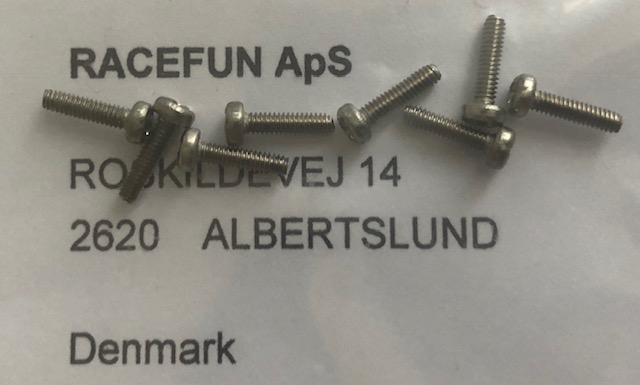 RACEFUN ApS
ROSKILDEVEJ 14
2620 ALBERTSLUND
Denmark